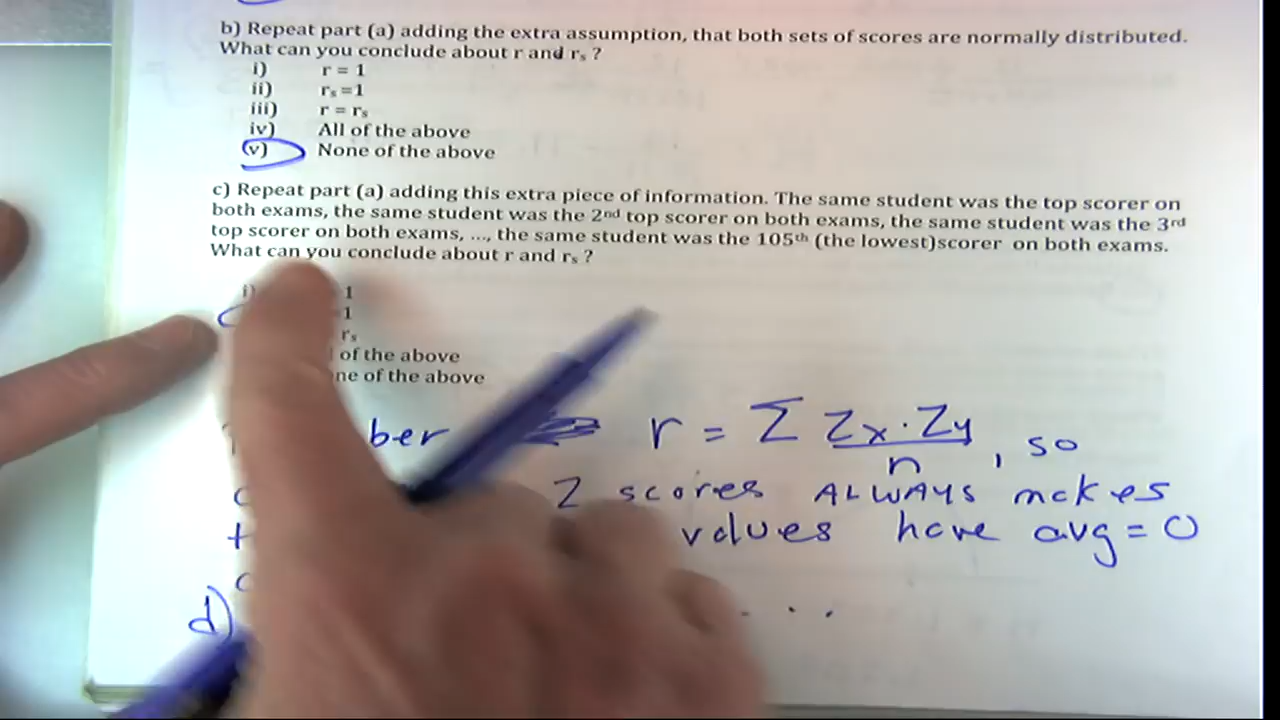 b) Repeat part (a) adding the extra assumption, that both sets of scores are normally distributed.
What can you conclude about r and rs ?
i) r = 1
ii) rs =1
iii) r = rs
iv) All of the above
(v) None of the above
c) Repeat part (a) adding this extra piece of information. The same student was the top scorer on
both exams, the same student was the 2nd top scorer on both exams, the same student was the 3rd
top scorer on both exams, ..., the same student was the 105th (the lowest)scorer on both exams.
What can you conclude about r and rs ?
i) 1
1
rs
of the above
of the above
r = Σ Zx · Zy / n , so
Z scores ALWAYS makes
values have avg = 0
d) . . .